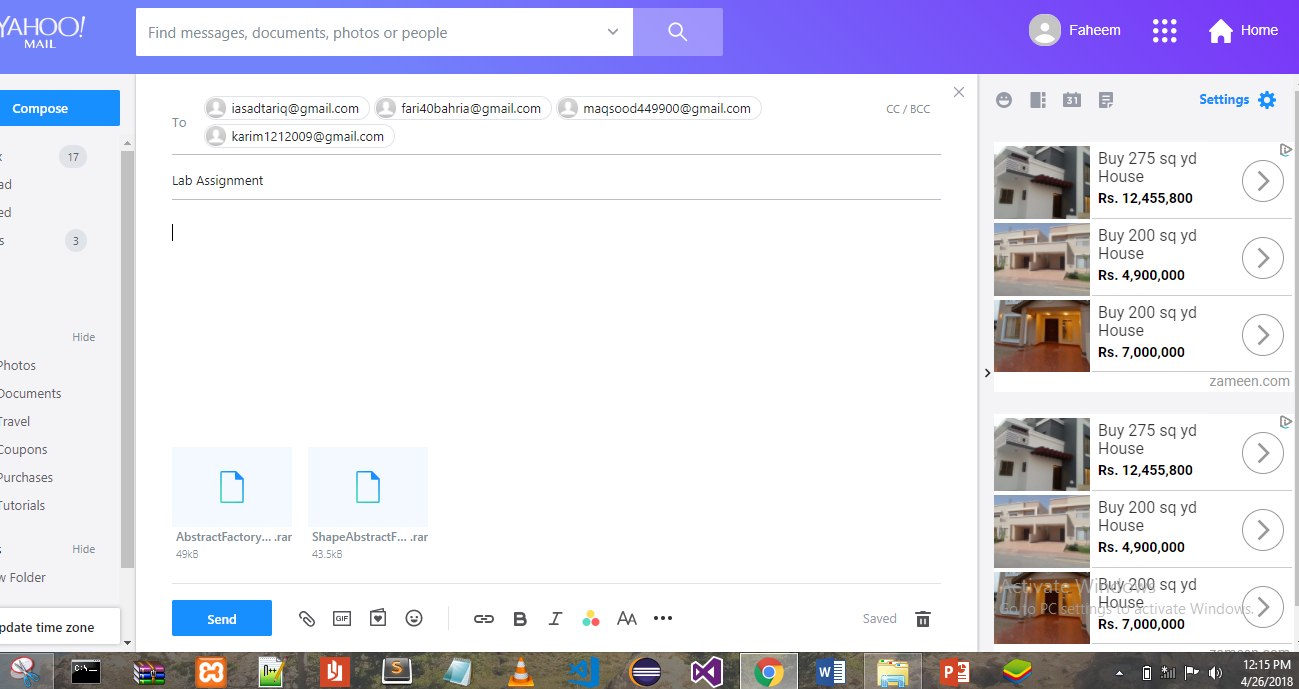 YAHOO!
MAIL
Find messages, documents, photos or people
Faheem
Home
Compose
17
3
Hide
Photos
Documents
Travel
Coupons
Purchases
Tutorials
Hide
w Folder
pdate time zone
To
iasadtariq@gmail.com
fari40bahria@gmail.com
maqsood449900@gmail.com
karim1212009@gmail.com
CC / BCC
Lab Assignment
AbstractFactory... .rar
49kB
ShapeAbstractF... .rar
43.5kB
Send
GIF
B
I
AA
Saved
31
Settings
Buy 275 sq yd
House
Rs. 12,455,800
Buy 200 sq yd
House
Rs. 4,900,000
Buy 200 sq yd
House
Rs. 7,000,000
zameen.com
Buy 275 sq yd
House
Rs. 12,455,800
Buy 200 sq yd
House
Rs. 4,900,000
Buy 200 sq yd
House
Rs. 7,000,000
Activate Windows
Go to PC settings to activate Windows.
12:15 PM
4/26/2018